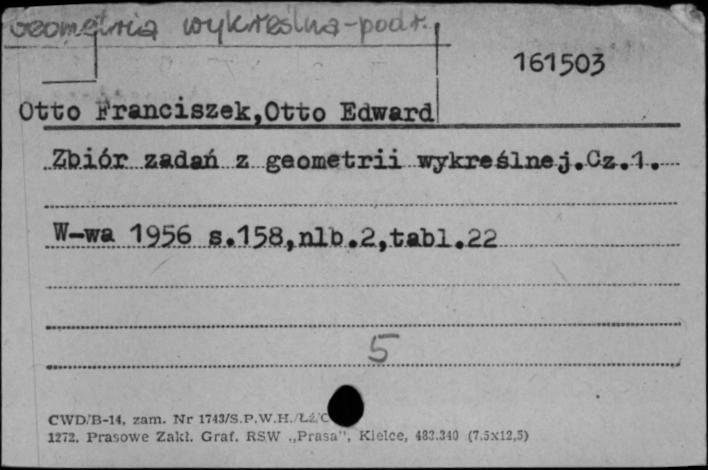 Geometria wykreślna-podr.
161503
Otto Franciszek,Otto Edward
Zbiór zadań z geometrii wykreślnej.Cz.1.
W-wa 1956 s.158,nlb.2,tabl.22
5
CWD/B-14, zam. Nr 1743/S.P.W.H./Łź/C
1272. Prasowe Zakł. Graf. RSW „Prasa”, Kielce, 483.340 (7.5x12,5)